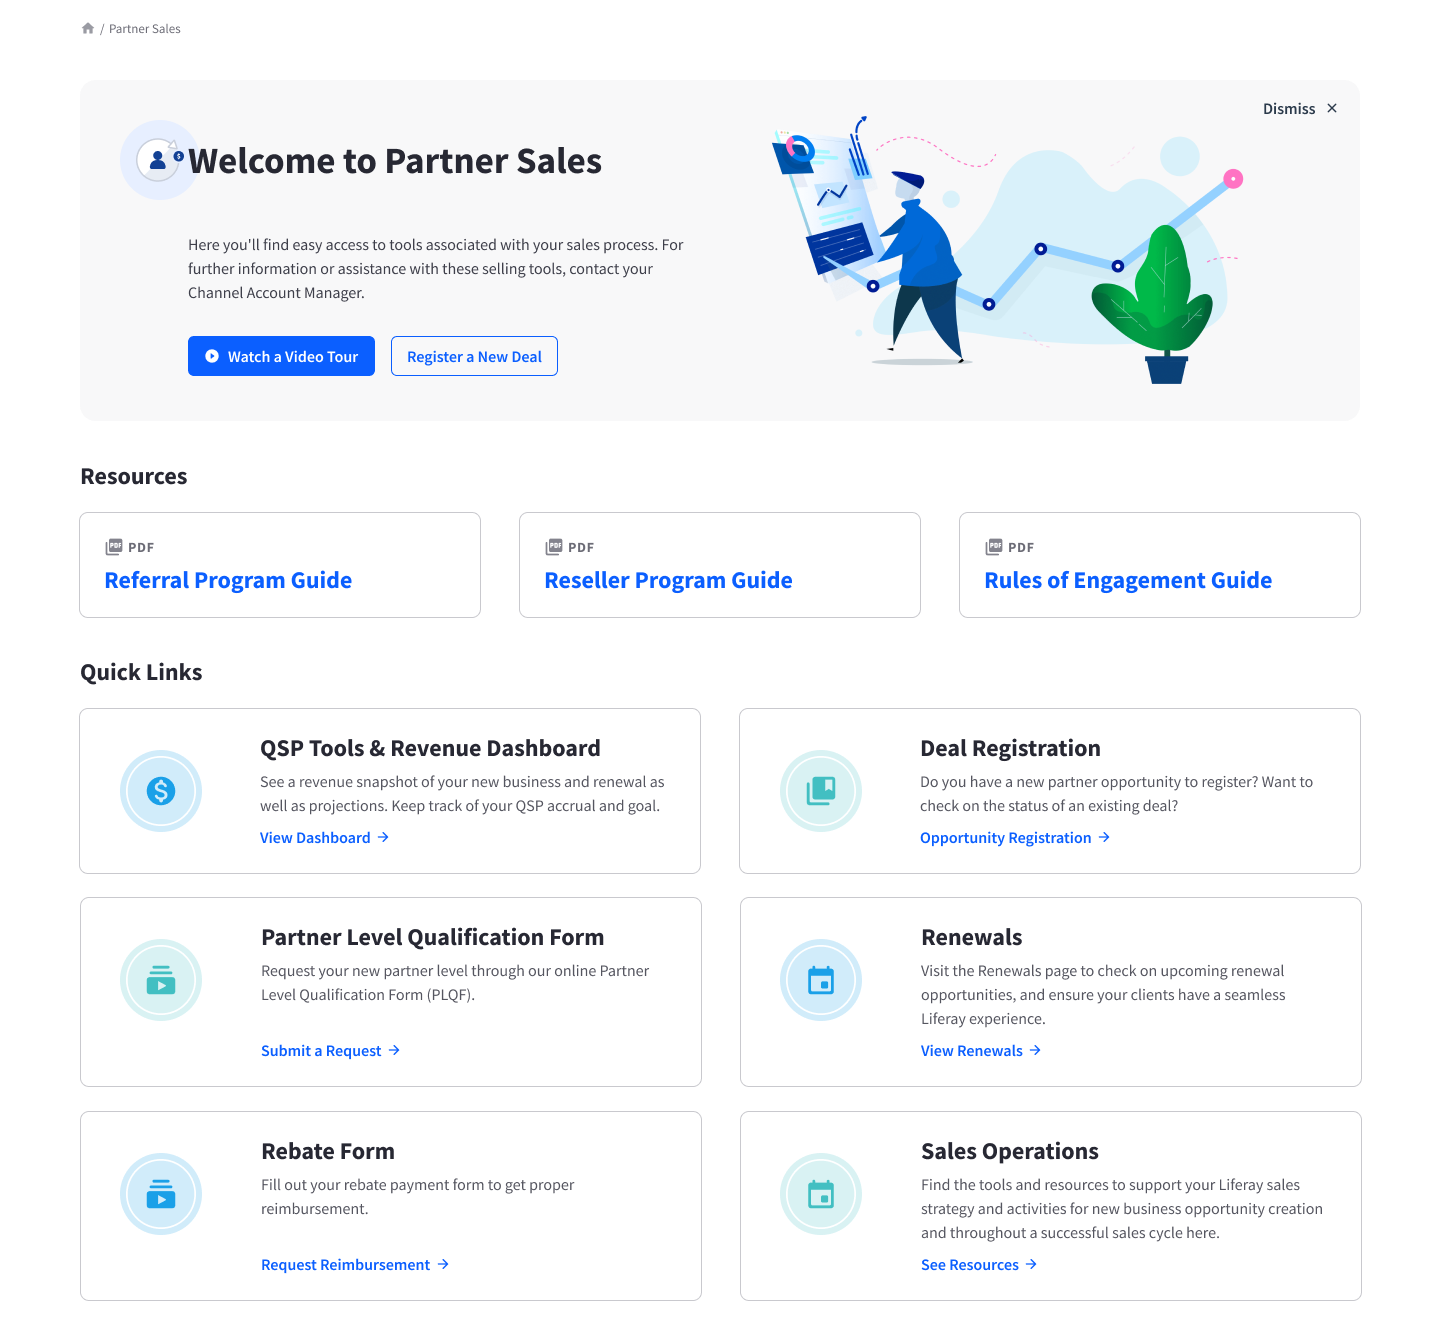 / Partner Sales
Dismiss
Welcome to Partner Sales
Here you'll find easy access to tools associated with your sales process. For
further information or assistance with these selling tools, contact your
Channel Account Manager.
Watch a Video Tour
Register a New Deal
Resources
PDF
Referral Program Guide
PDF
Reseller Program Guide
PDF
Rules of Engagement Guide
Quick Links
QSP Tools & Revenue Dashboard
See a revenue snapshot of your new business and renewal as
well as projections. Keep track of your QSP accrual and goal.
View Dashboard
Deal Registration
Do you have a new partner opportunity to register? Want to
check on the status of an existing deal?
Opportunity Registration
Partner Level Qualification Form
Request your new partner level through our online Partner
Level Qualification Form (PLQF).
Submit a Request
Renewals
Visit the Renewals page to check on upcoming renewal
opportunities, and ensure your clients have a seamless
Liferay experience.
View Renewals
Rebate Form
Fill out your rebate payment form to get proper
reimbursement.
Request Reimbursement
Sales Operations
Find the tools and resources to support your Liferay sales
strategy and activities for new business opportunity creation
and throughout a successful sales cycle here.
See Resources